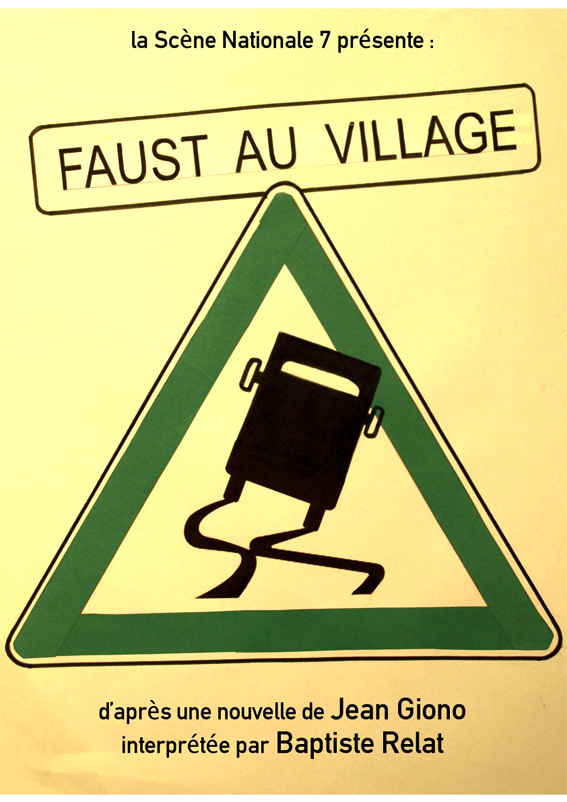 la Scène Nationale 7 présente :
FAUST AU VILLAGE
d'après une nouvelle de Jean Giono
interprétée par Baptiste Relat